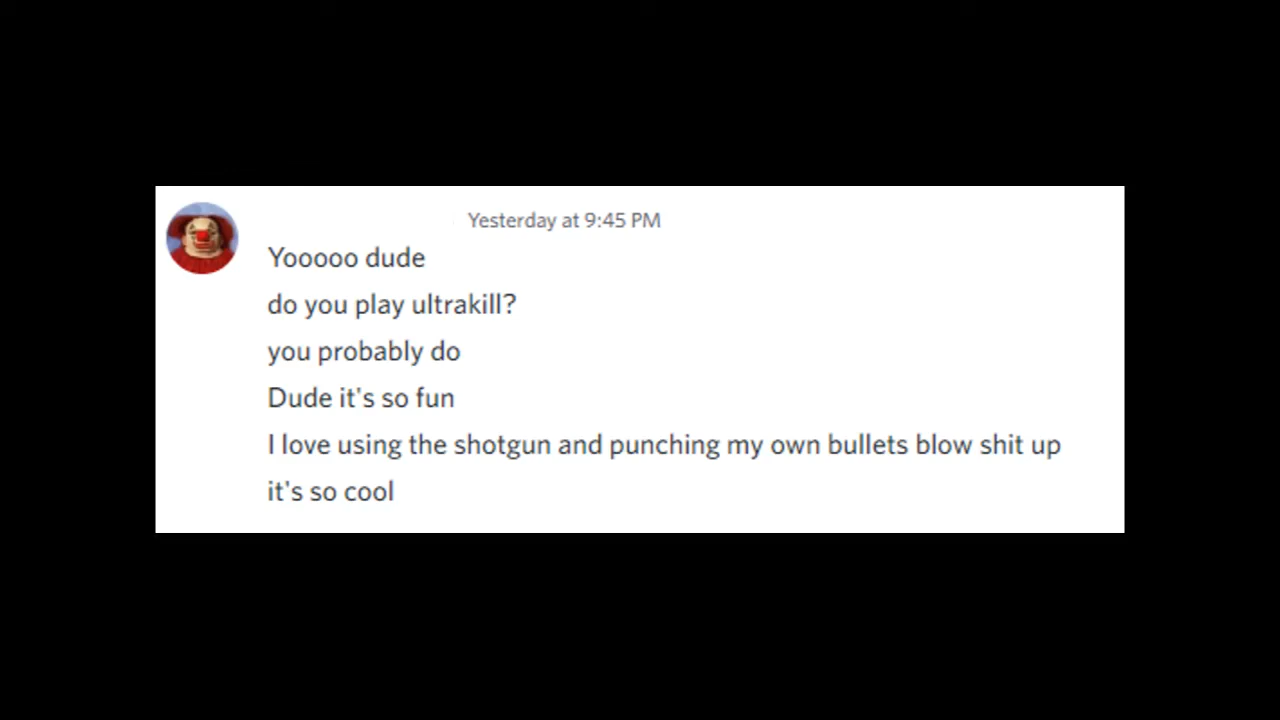 Yesterday at 9:45 PM
Yooooo dude
do you play ultrakill?
you probably do
Dude it's so fun
I love using the shotgun and punching my own bullets blow shit up
it's so cool